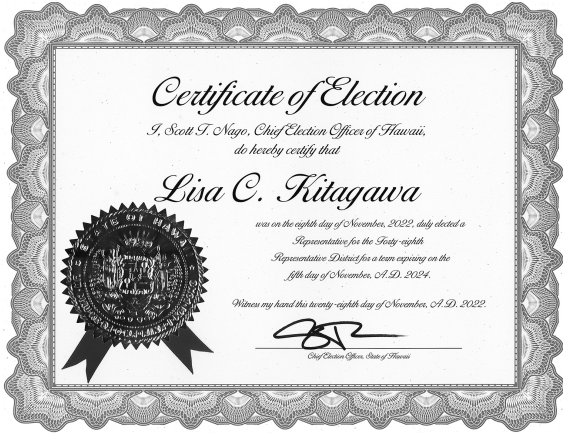 Certificate of Election
I, Scott T. Nago, Chief Election Officer of Hawaii,
do hereby certify that
Lisa C. Kitagawa
was on the eighth day of November, 2022, duly elected a
Representative for the Forty-eighth
Representative District for a term expiring on the
fifth day of November, A.D. 2024.
Witness my hand this twenty-eighth day of November, A.D. 2022.
Chief Election Officer, State of Hawaii